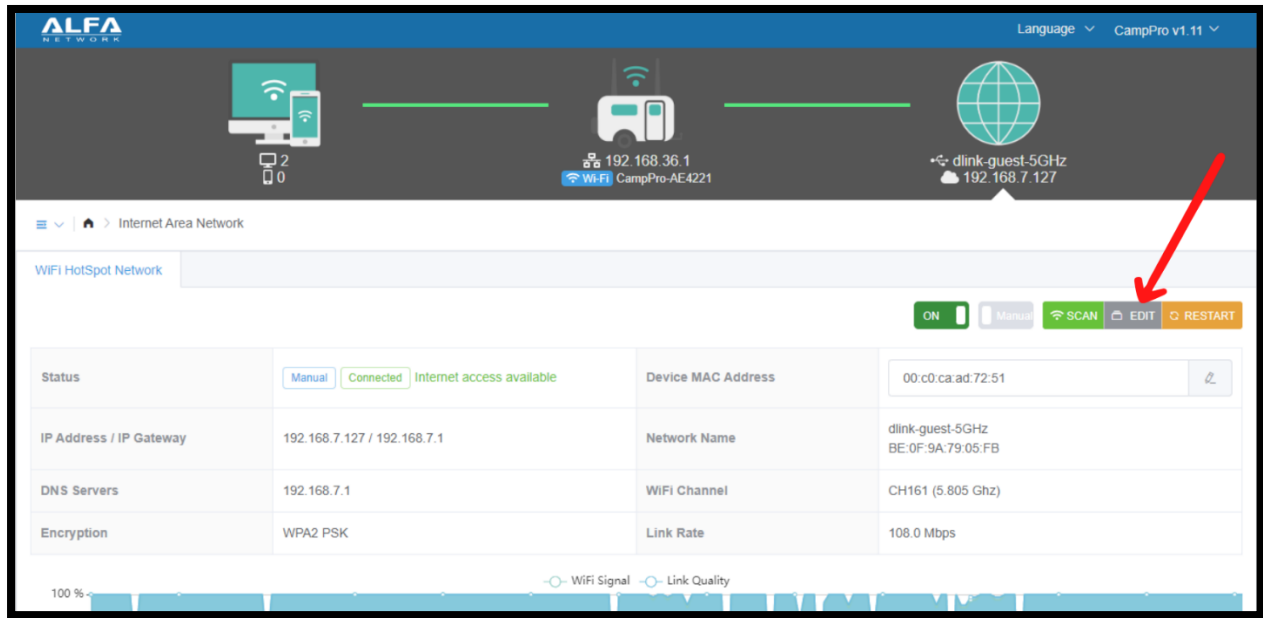 ALFA
NETWORK
Language
CampPro v1.11
2
0
192.168.36.1
Wi-Fi CampPro-AE4221
dlink-guest-5GHz
192.168.7.127
Internet Area Network
WiFi HotSpot Network
ON Manual SCAN EDIT RESTART
Status Manual Connected Internet access available Device MAC Address 00:c0:ca:ad:72:51
IP Address / IP Gateway 192.168.7.127 / 192.168.7.1 Network Name dlink-guest-5GHz
BE:0F:9A:79:05:FB
DNS Servers 192.168.7.1 WiFi Channel CH161 (5.805 Ghz)
Encryption WPA2 PSK Link Rate 108.0 Mbps
WiFi Signal Link Quality
100 %